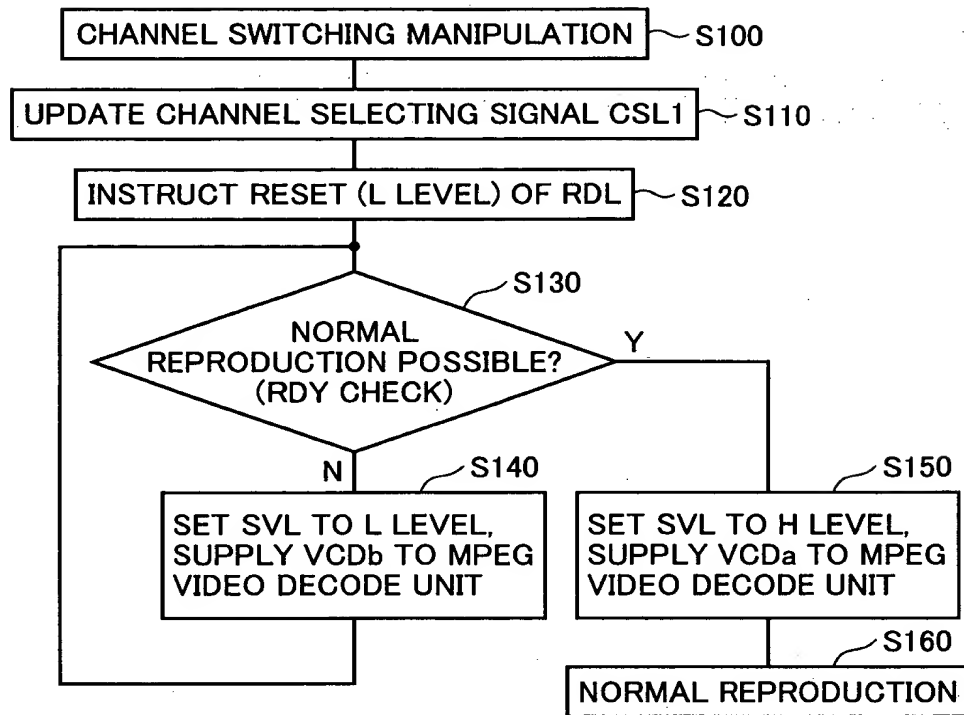 CHANNEL SWITCHING MANIPULATION
S100
UPDATE CHANNEL SELECTING SIGNAL CSL1
S110
INSTRUCT RESET (L LEVEL) OF RDL
S120
S130
NORMAL
REPRODUCTION POSSIBLE?
(RDY CHECK)
Y
N
S140
SET SVL TO L LEVEL,
SUPPLY VCDb TO MPEG
VIDEO DECODE UNIT
S150
SET SVL TO H LEVEL,
SUPPLY VCDa TO MPEG
VIDEO DECODE UNIT
S160
NORMAL REPRODUCTION